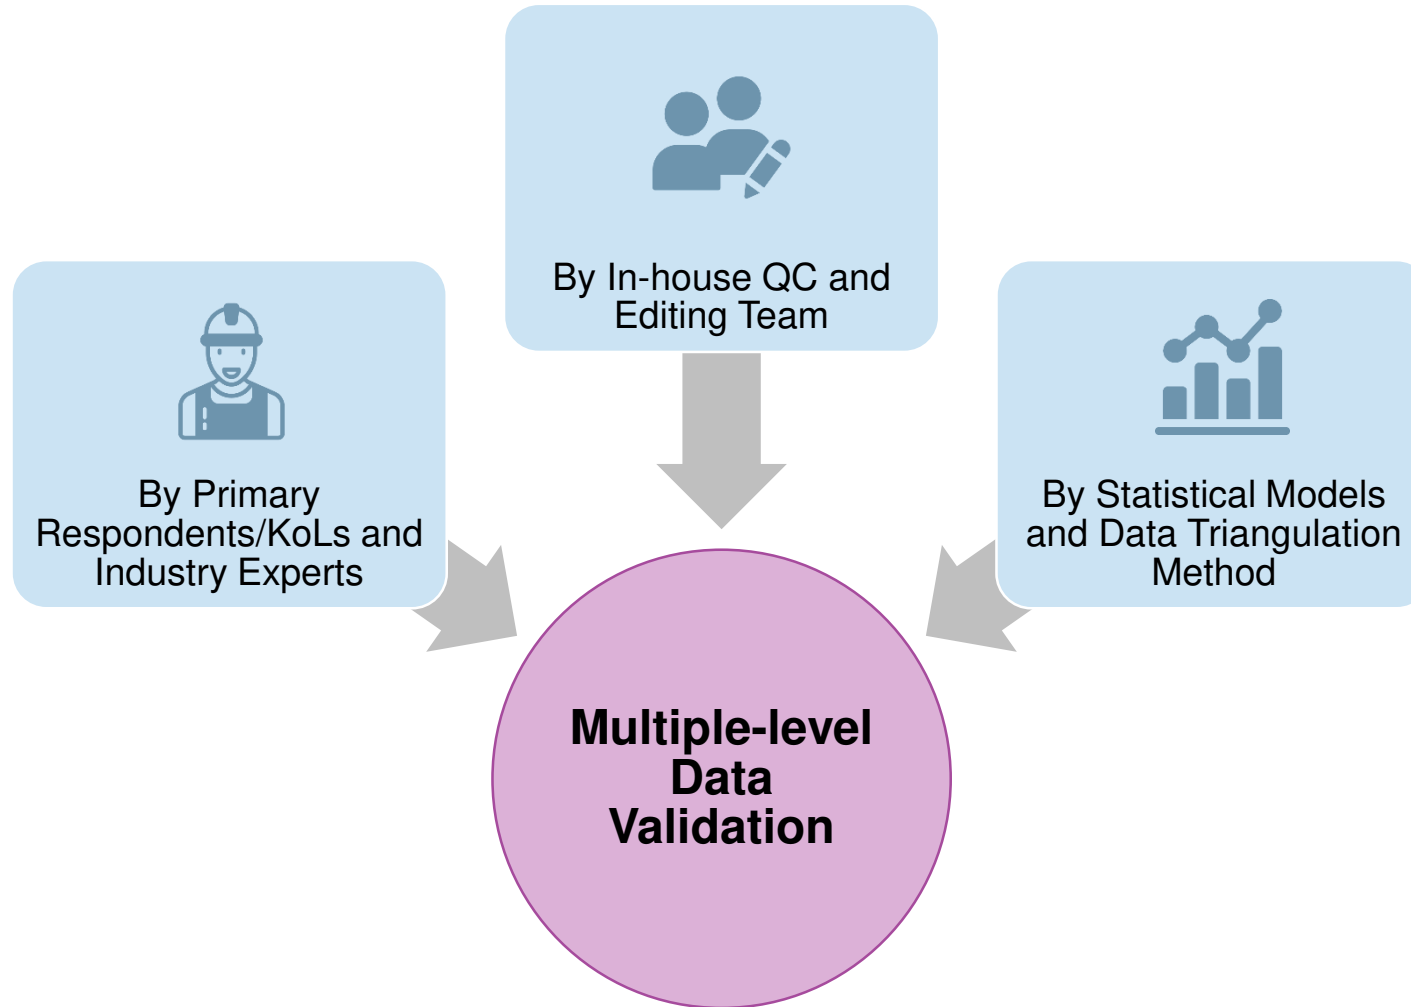 By In-house QC and
Editing Team
By Primary
Respondents/KoLs and
Industry Experts
By Statistical Models
and Data Triangulation
Method
Multiple-level
Data
Validation